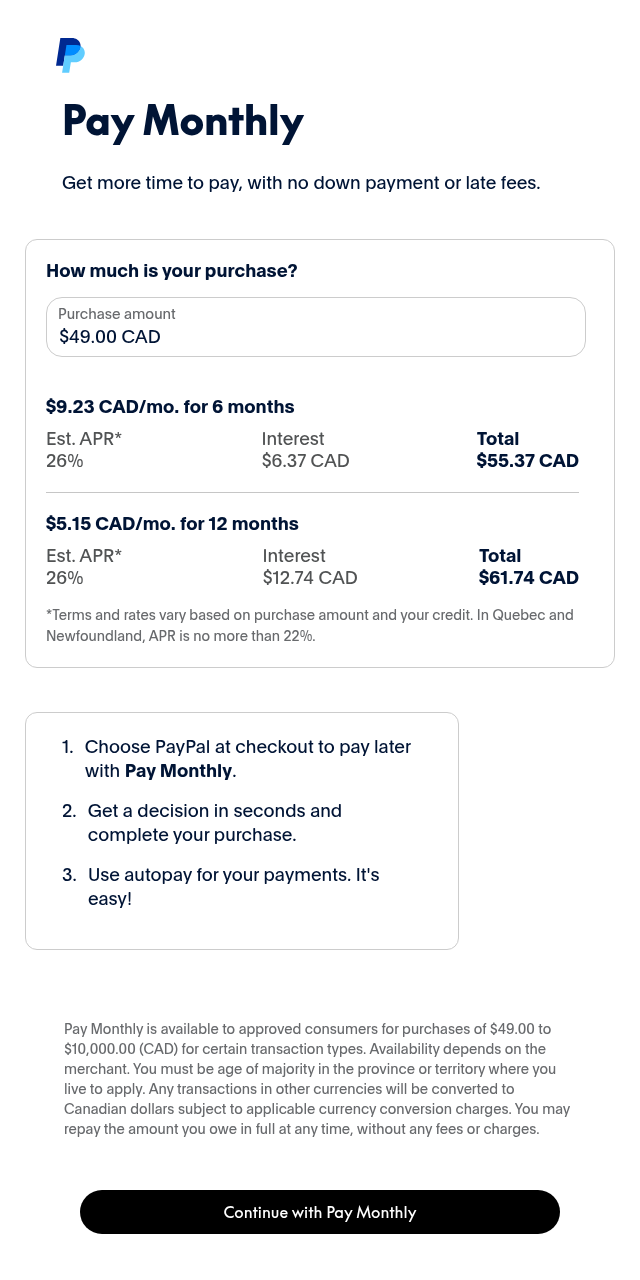 Pay Monthly
Get more time to pay, with no down payment or late fees.
How much is your purchase?
Purchase amount
$49.00 CAD
$9.23 CAD/mo. for 6 months
Est. APR* Interest Total
26% $6.37 CAD $55.37 CAD
$5.15 CAD/mo. for 12 months
Est. APR* Interest Total
26% $12.74 CAD $61.74 CAD
*Terms and rates vary based on purchase amount and your credit. In Quebec and
Newfoundland, APR is no more than 22%.
1. Choose PayPal at checkout to pay later
with Pay Monthly.
2. Get a decision in seconds and
complete your purchase.
3. Use autopay for your payments. It's
easy!
Pay Monthly is available to approved consumers for purchases of $49.00 to
$10,000.00 (CAD) for certain transaction types. Availability depends on the
merchant. You must be age of majority in the province or territory where you
live to apply. Any transactions in other currencies will be converted to
Canadian dollars subject to applicable currency conversion charges. You may
repay the amount you owe in full at any time, without any fees or charges.
Continue with Pay Monthly